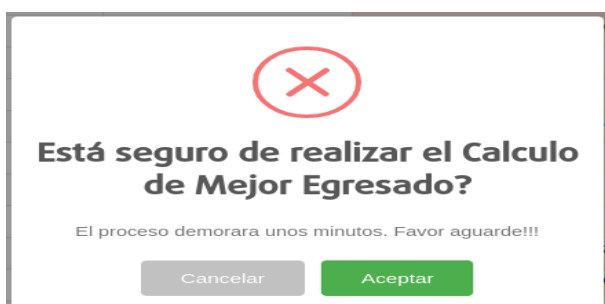 Está seguro de realizar el Calculo
de Mejor Egresado?
El proceso demorara unos minutos. Favor aguarde!!!
Cancelar
Aceptar